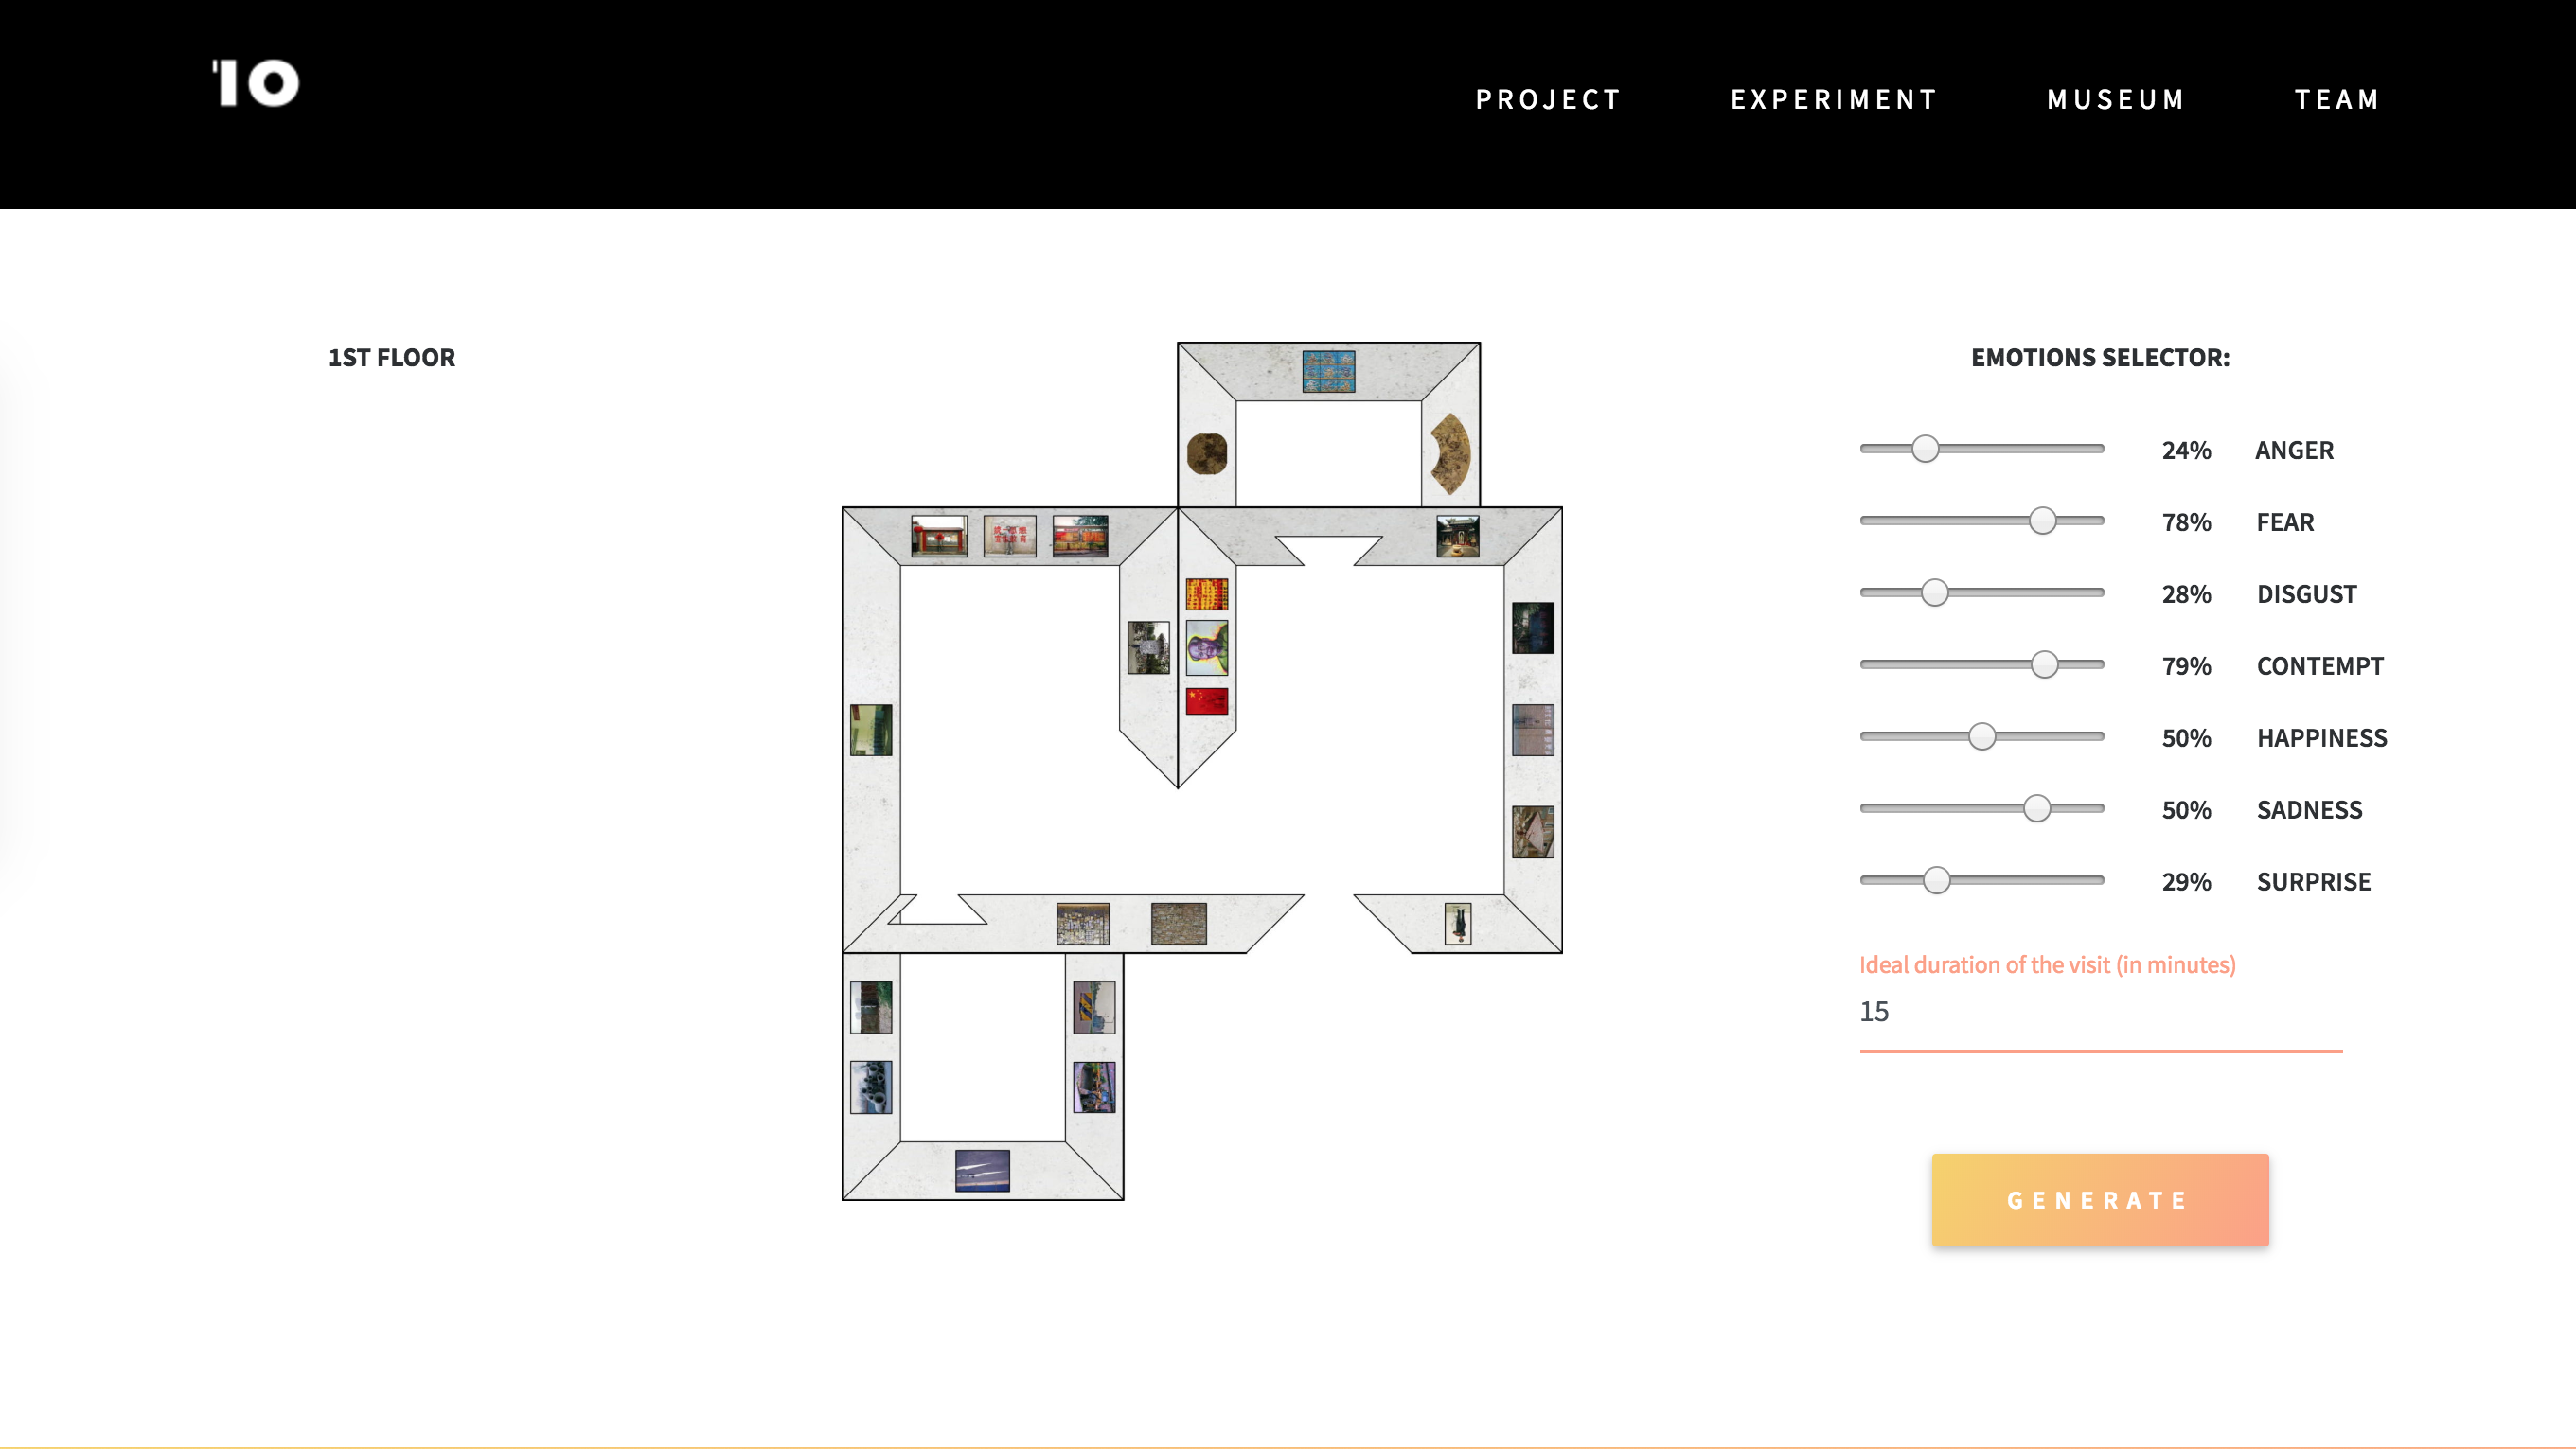 'IO
PROJECT
EXPERIMENT
MUSEUM
TEAM
1ST FLOOR
EMOTIONS SELECTOR:
24% ANGER
78% FEAR
28% DISGUST
79% CONTEMPT
50% HAPPINESS
50% SADNESS
29% SURPRISE
Ideal duration of the visit (in minutes)
15
GENERATE